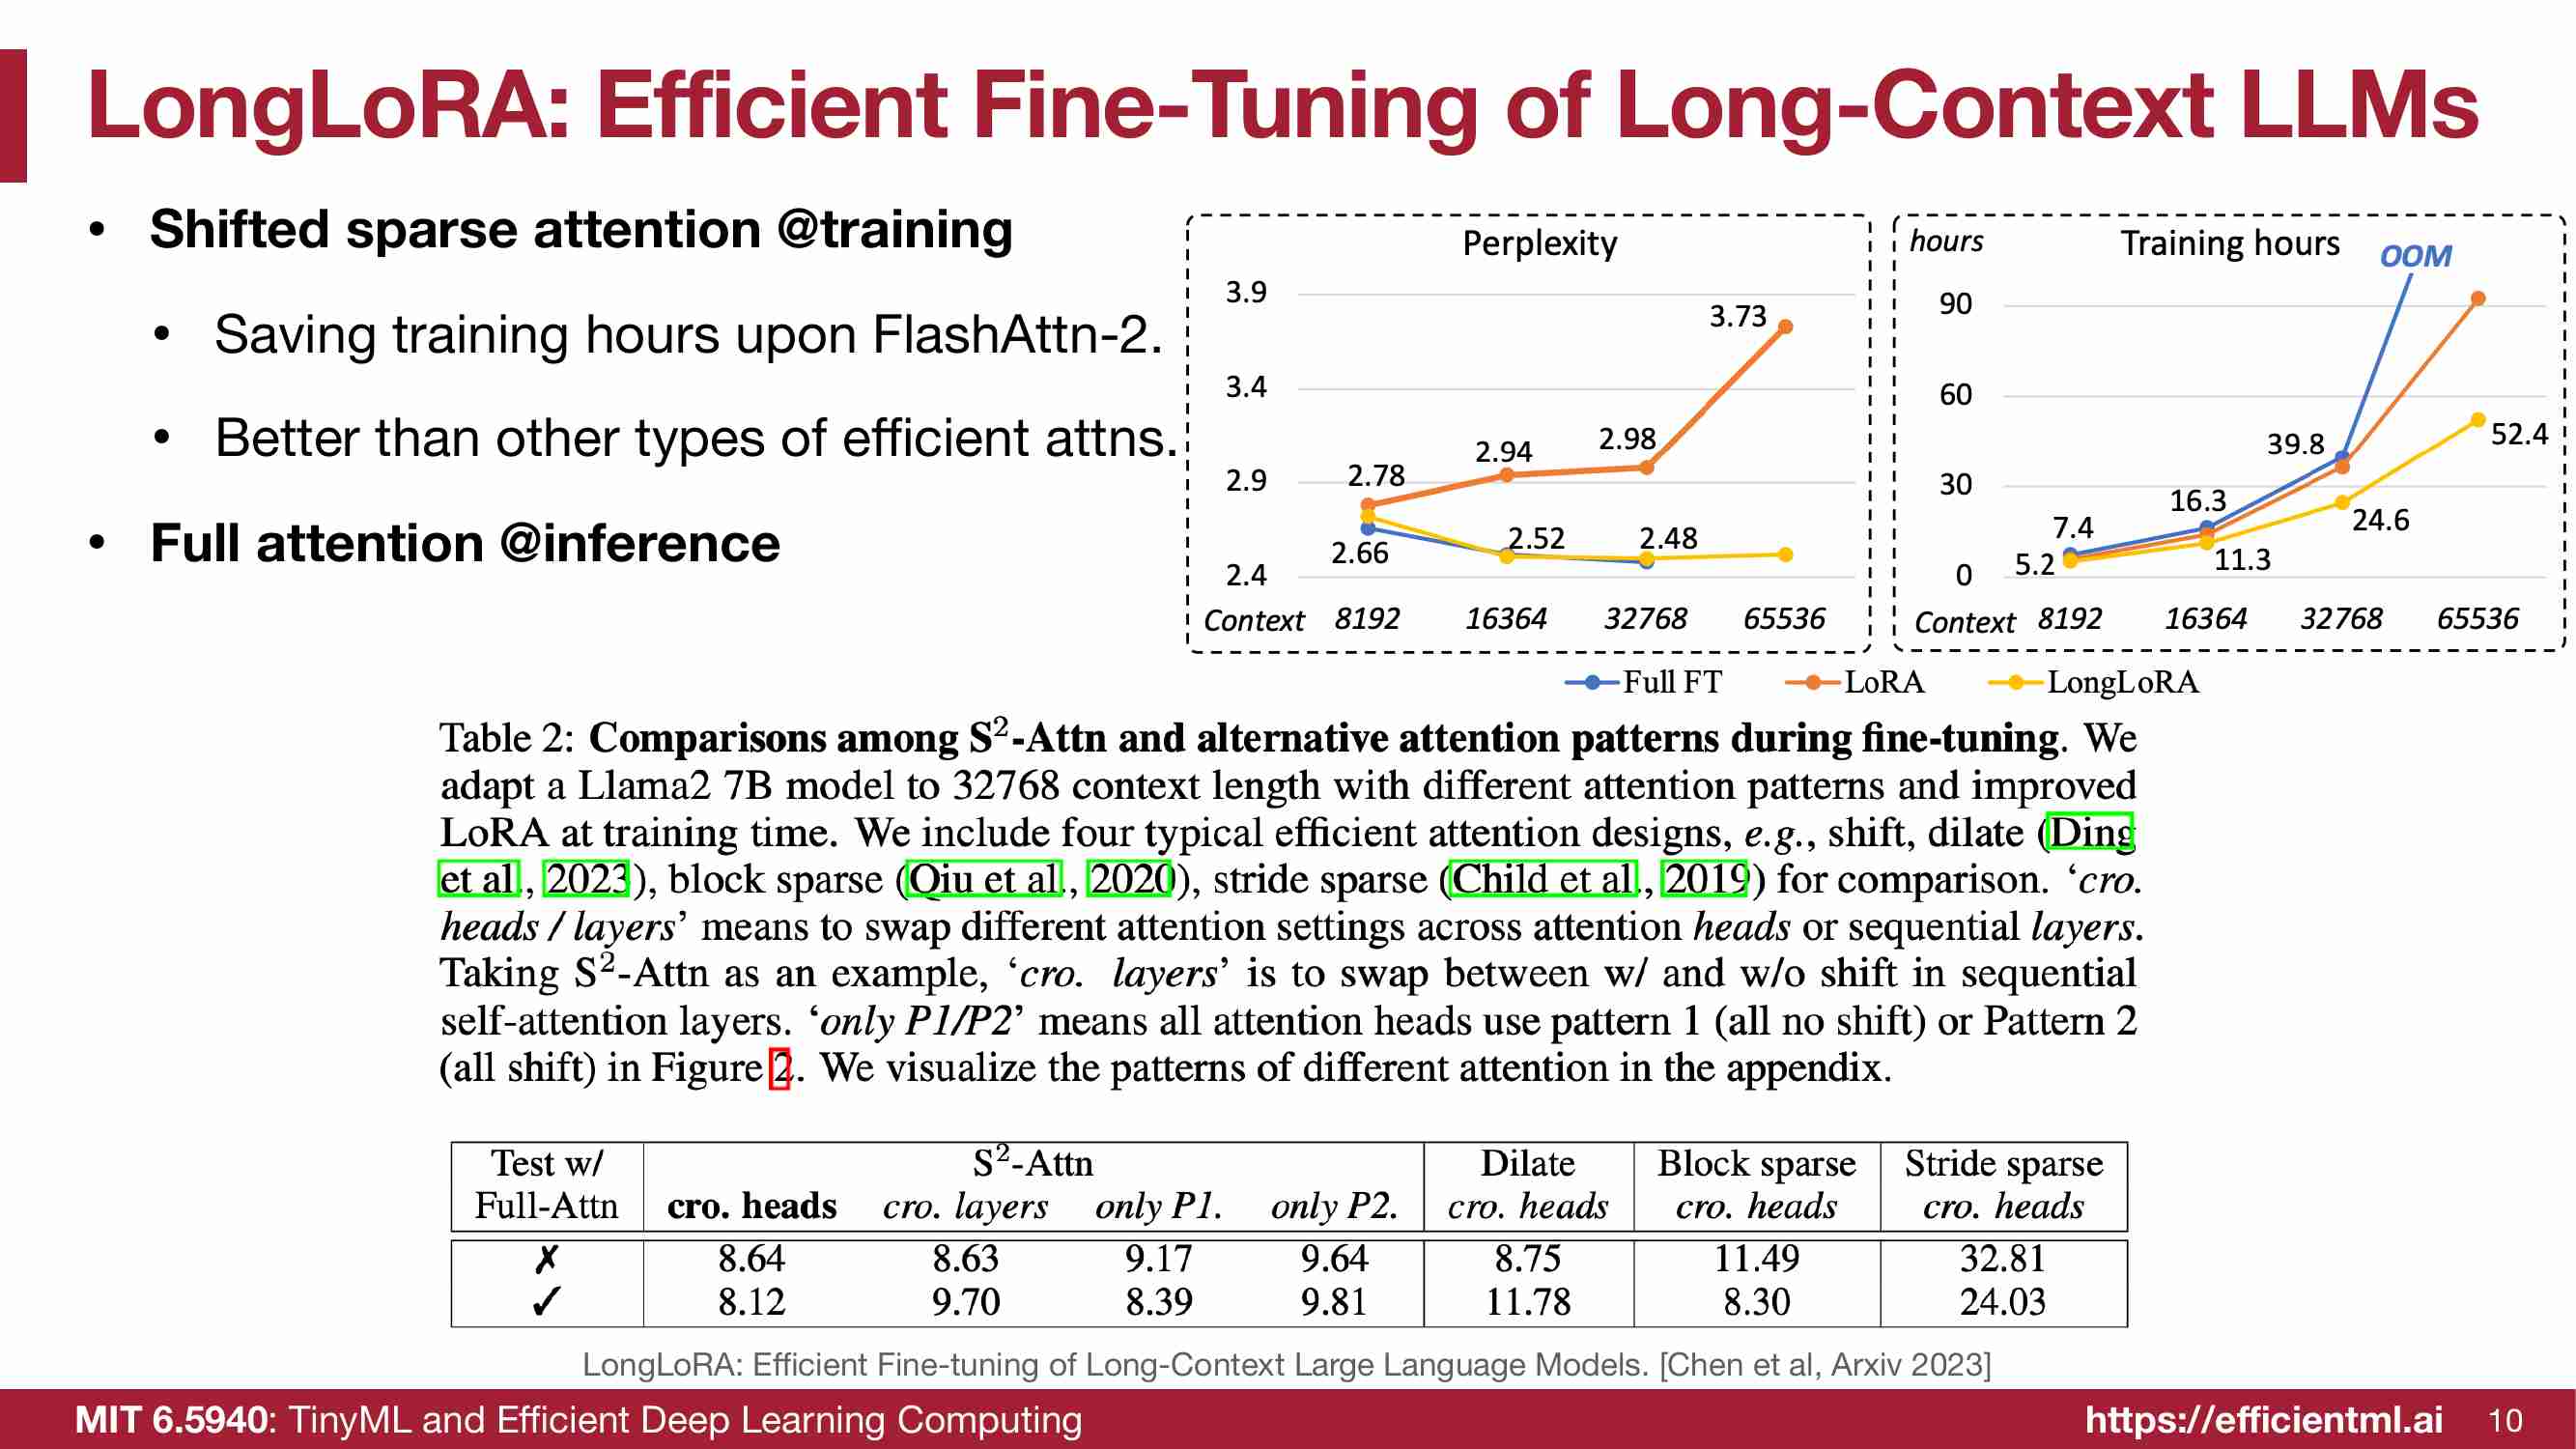 LongLoRA: Efficient Fine-Tuning of Long-Context LLMs
• Shifted sparse attention @training
• Saving training hours upon FlashAttn-2.
• Better than other types of efficient attns.
• Full attention @inference
Perplexity
3.9
3.4
2.9
2.4
2.78
2.94
2.98
3.73
2.66
2.52
2.48
Context 8192 16364 32768 65536
hours
Training hours
OOM
90
60
30
0
7.4
16.3
39.8
5.2
11.3
24.6
52.4
Context 8192 16364 32768 65536
Full FT LoRA LongLoRA
Table 2: Comparisons among S²-Attn and alternative attention patterns during fine-tuning. We
adapt a Llama2 7B model to 32768 context length with different attention patterns and improved
LoRA at training time. We include four typical efficient attention designs, e.g., shift, dilate (Ding
et al., 2023), block sparse (Qiu et al., 2020), stride sparse (Child et al., 2019) for comparison. ‘cro.
heads / layers’ means to swap different attention settings across attention heads or sequential layers.
Taking S²-Attn as an example, ‘cro. layers’ is to swap between w/ and w/o shift in sequential
self-attention layers. ‘only P1/P2’ means all attention heads use pattern 1 (all no shift) or Pattern 2
(all shift) in Figure 2. We visualize the patterns of different attention in the appendix.
Test w/ S²-Attn Dilate Block sparse Stride sparse
Full-Attn cro. heads cro. layers only P1. only P2. cro. heads cro. heads cro. heads
✗ 8.64 8.63 9.17 9.64 8.75 11.49 32.81
✓ 8.12 9.70 8.39 9.81 11.78 8.30 24.03
LongLoRA: Efficient Fine-tuning of Long-Context Large Language Models. [Chen et al, Arxiv 2023]
MIT 6.5940: TinyML and Efficient Deep Learning Computing
https://efficientml.ai 10